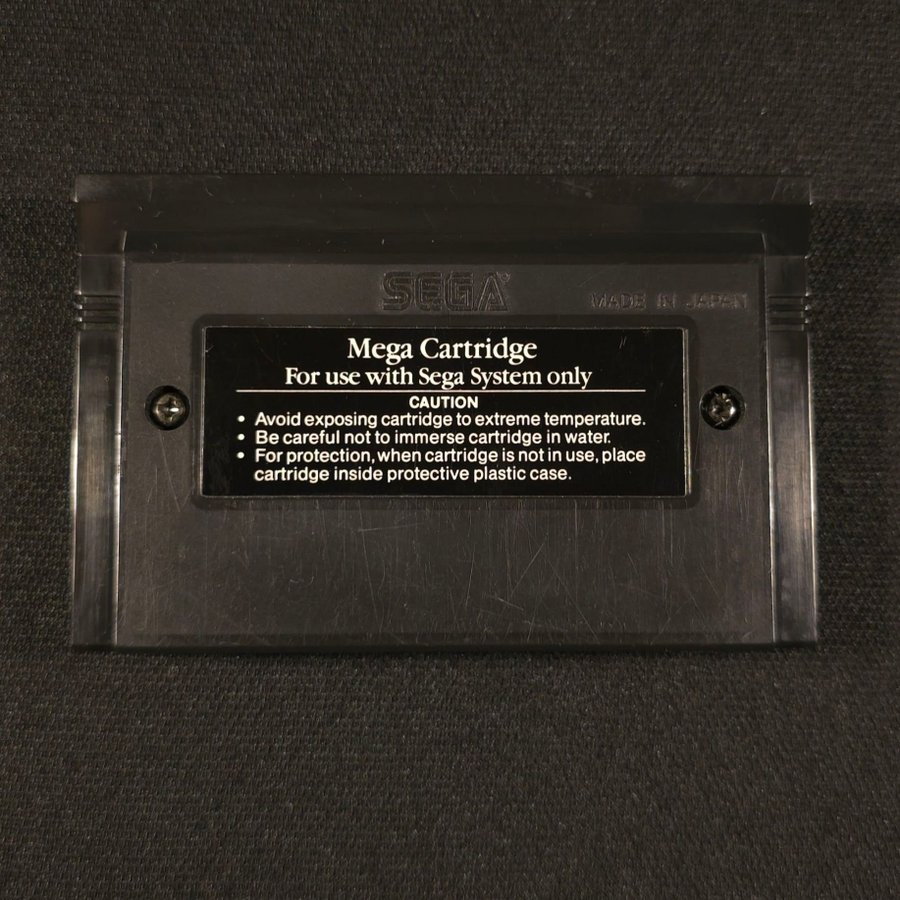 SEGA
MADE IN JAPAN
Mega Cartridge
For use with Sega System only
CAUTION
• Avoid exposing cartridge to extreme temperature.
• Be careful not to immerse cartridge in water.
• For protection, when cartridge is not in use, place
cartridge inside protective plastic case.